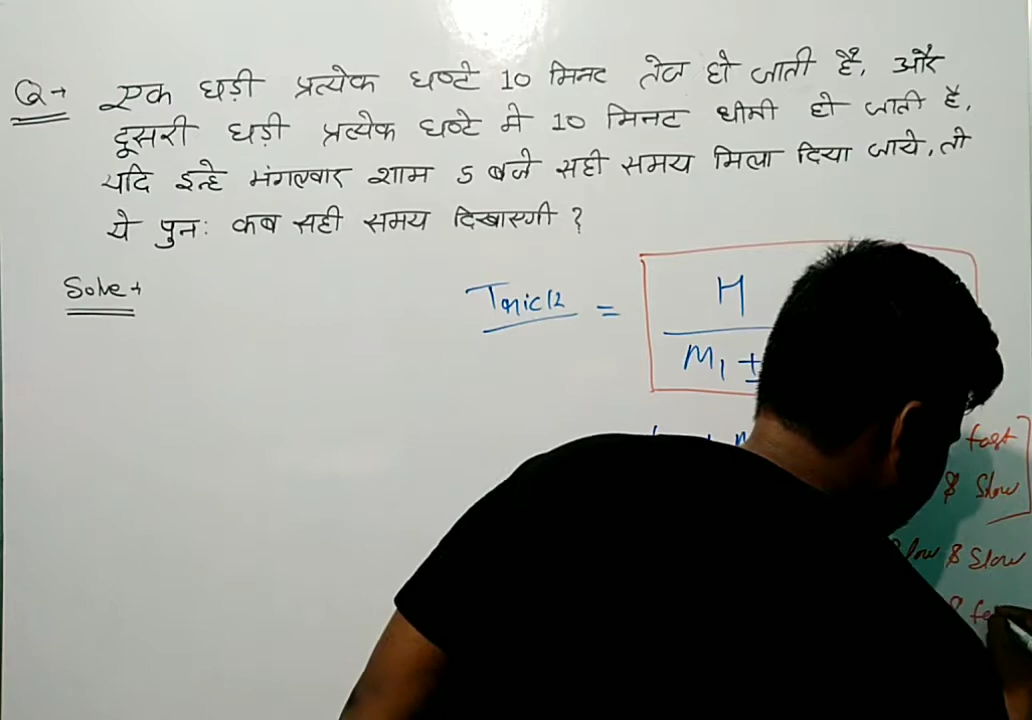 Q→ एक घड़ी प्रत्येक घण्टे 10 मिनट तेज हो जाती है, और
दूसरी घड़ी प्रत्येक घण्टे मे 10 मिनट धीमी हो जाती है,
यदि इन्हे मंगलवार शाम 5 बजे सही समय मिला दिया जाये, तो
ये पुनः कब सही समय दिखाएगी ?
Solve→
Trick =
H
M1 ±
fast
& Slow
Slow & Slow
&